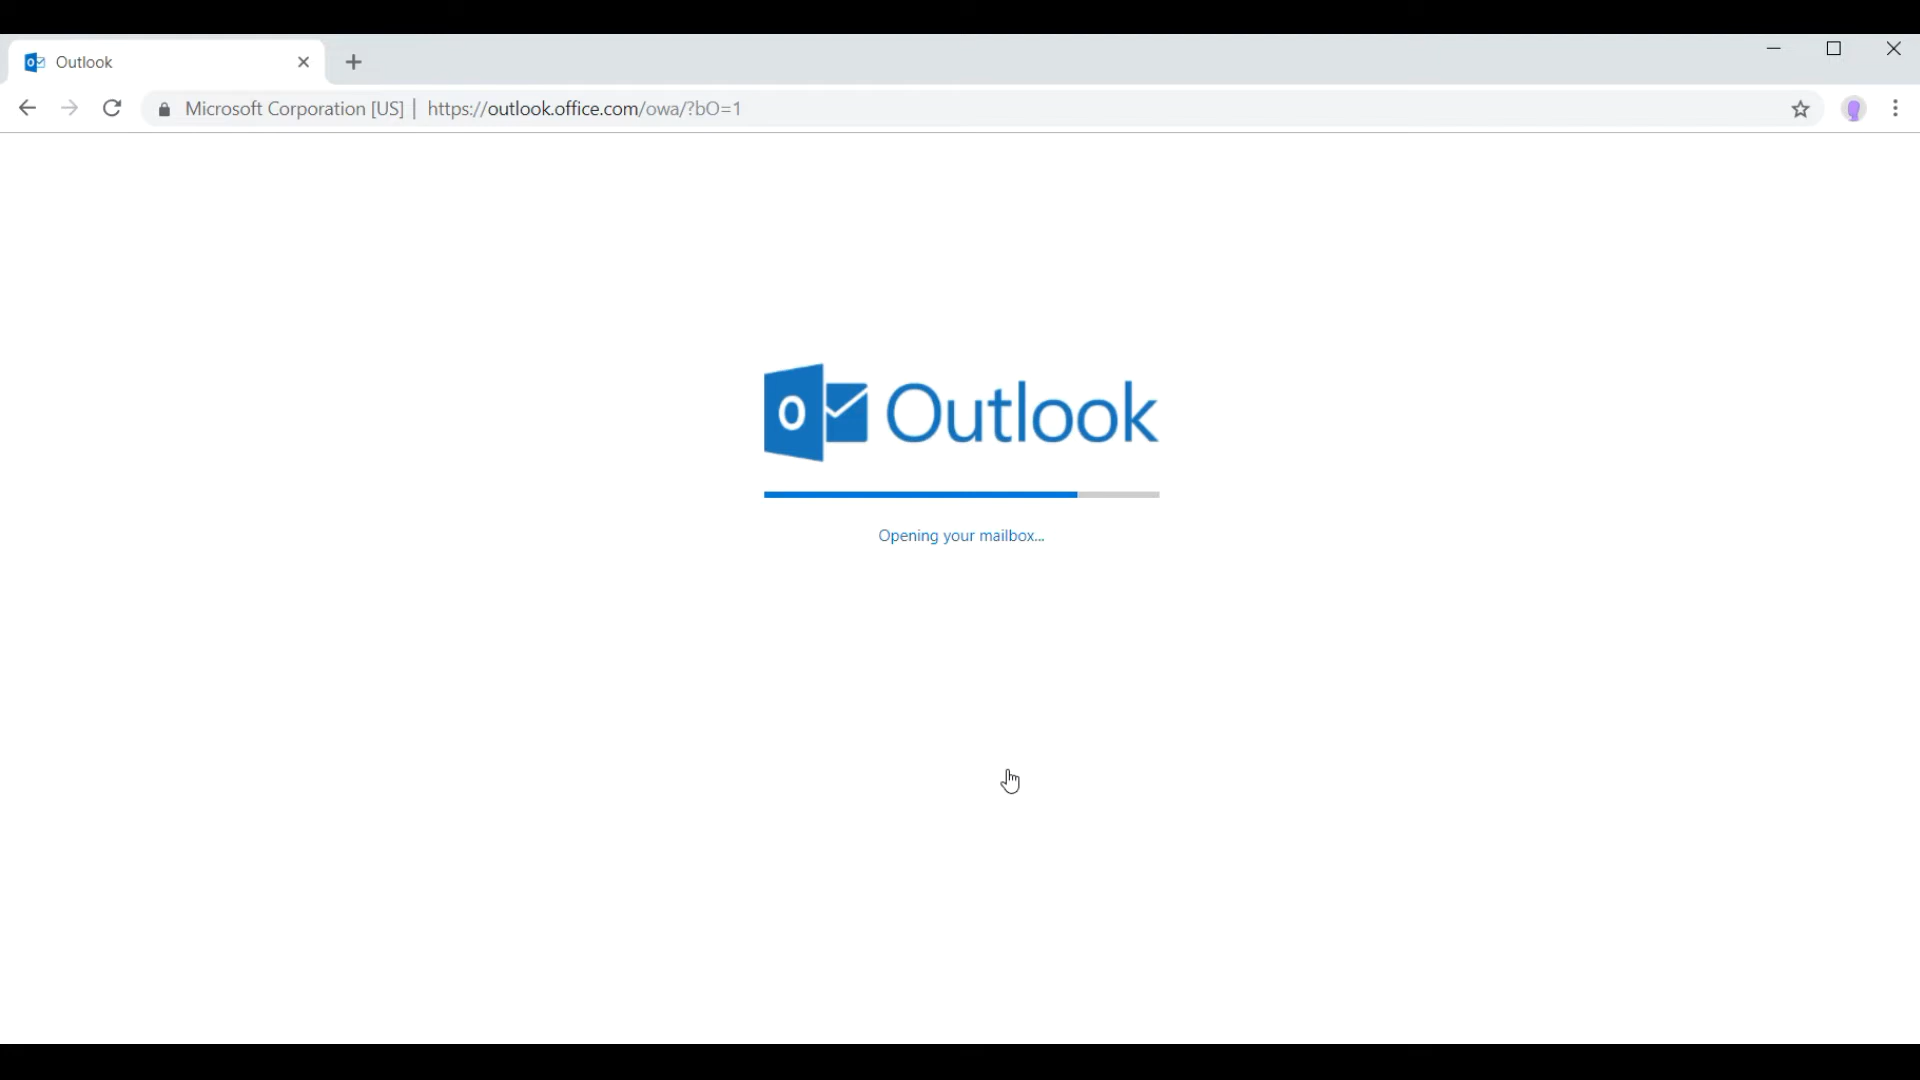 Outlook
Microsoft Corporation [US] | https://outlook.office.com/owa/?bO=1
Outlook
Opening your mailbox...